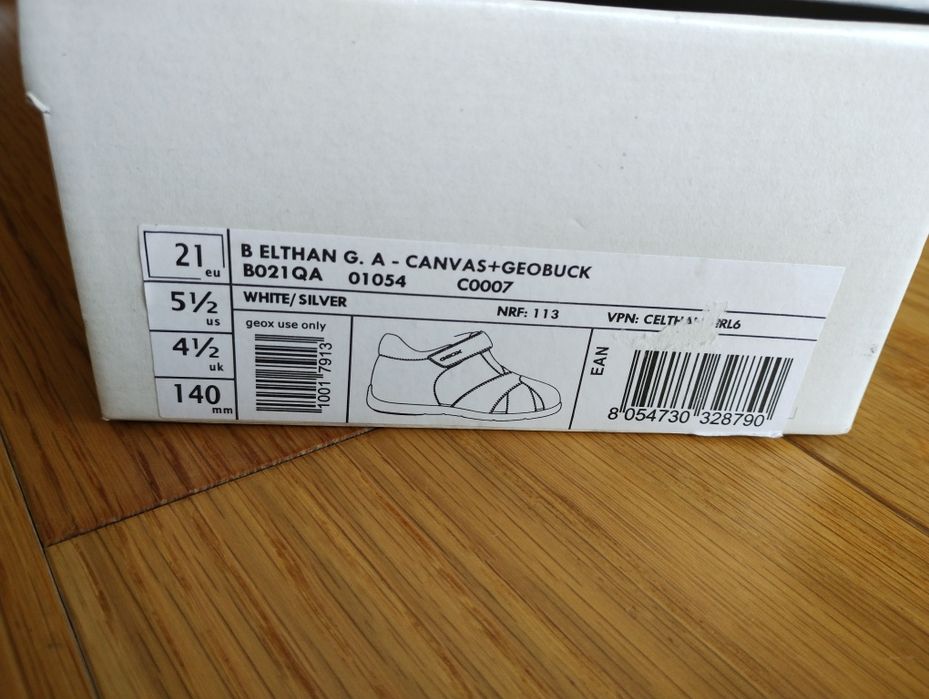 21 eu
5½ us
4½ uk
140 mm
B ELTHAN G. A - CANVAS+GEOBUCK
B021QA 01054 C0007
WHITE/SILVER
NRF: 113 VPN:
geox use only
1001 7913
GEOX
EAN
8 054730 328790